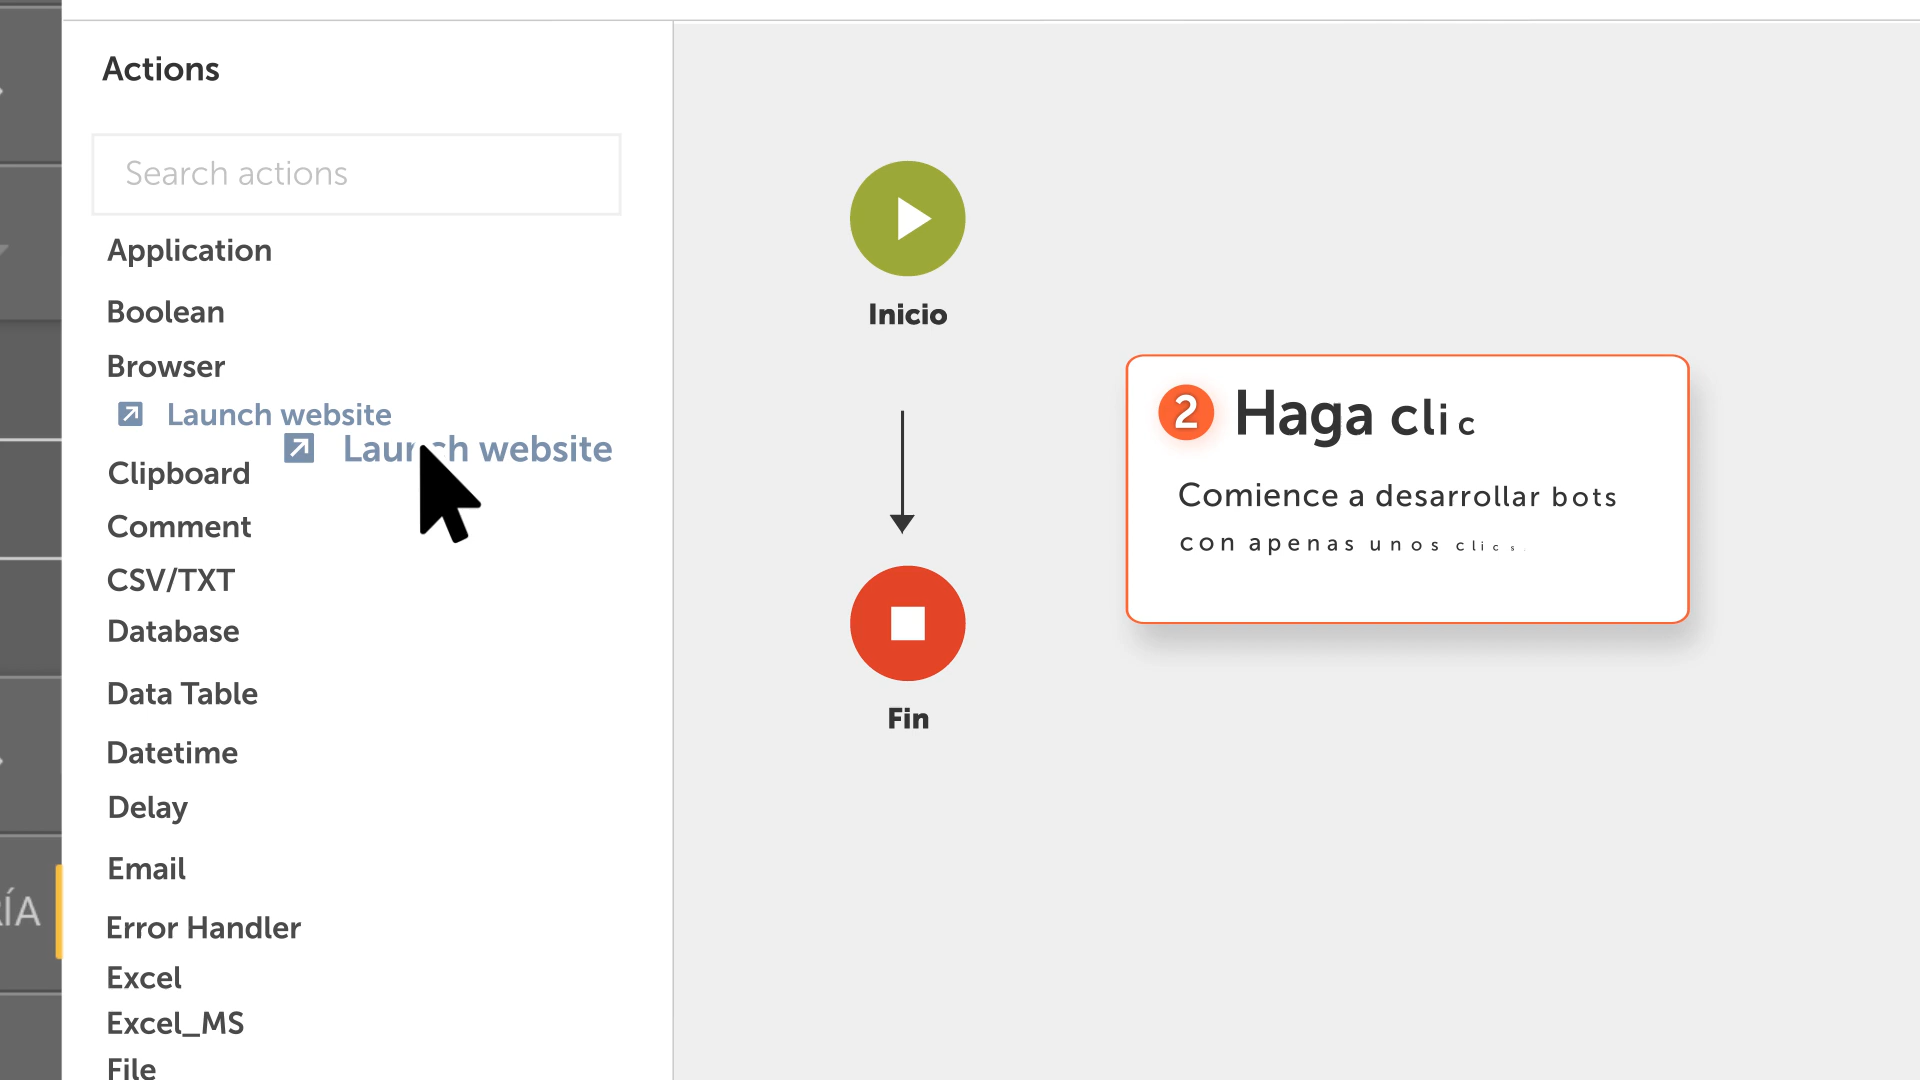 Actions
Search actions
Application
Boolean
Browser
Launch website
Launch website
Clipboard
Comment
CSV/TXT
Database
Data Table
Datetime
Delay
Email
Error Handler
Excel
Excel_MS
File
RÍA
Inicio
Fin
2 Haga clic
Comience a desarrollar bots
con apenas unos clics.